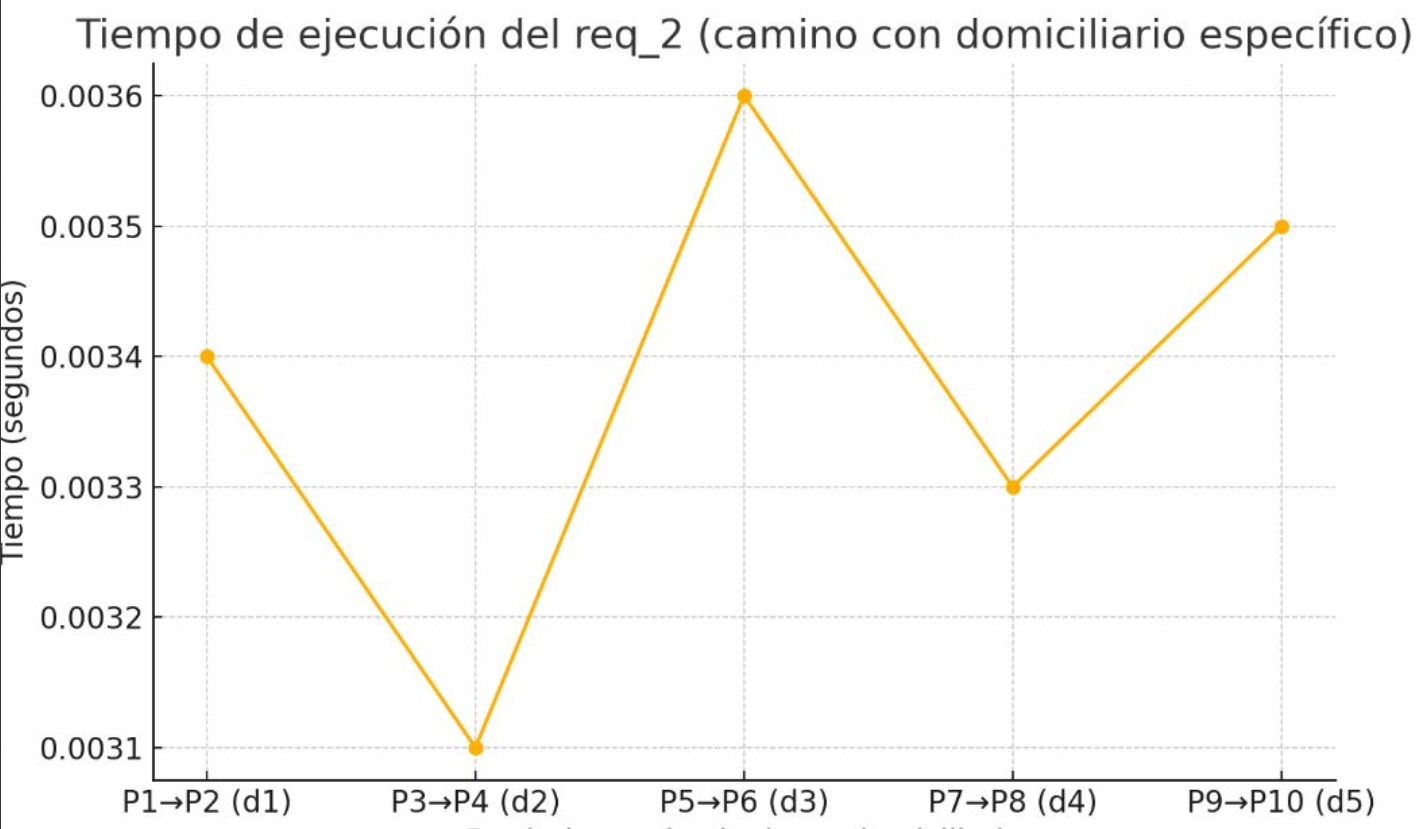 Tiempo de ejecución del req_2 (camino con domiciliario específico)
Tiempo (segundos)
0.0036
0.0035
0.0034
0.0033
0.0032
0.0031
P1→P2 (d1) P3→P4 (d2) P5→P6 (d3) P7→P8 (d4) P9→P10 (d5)